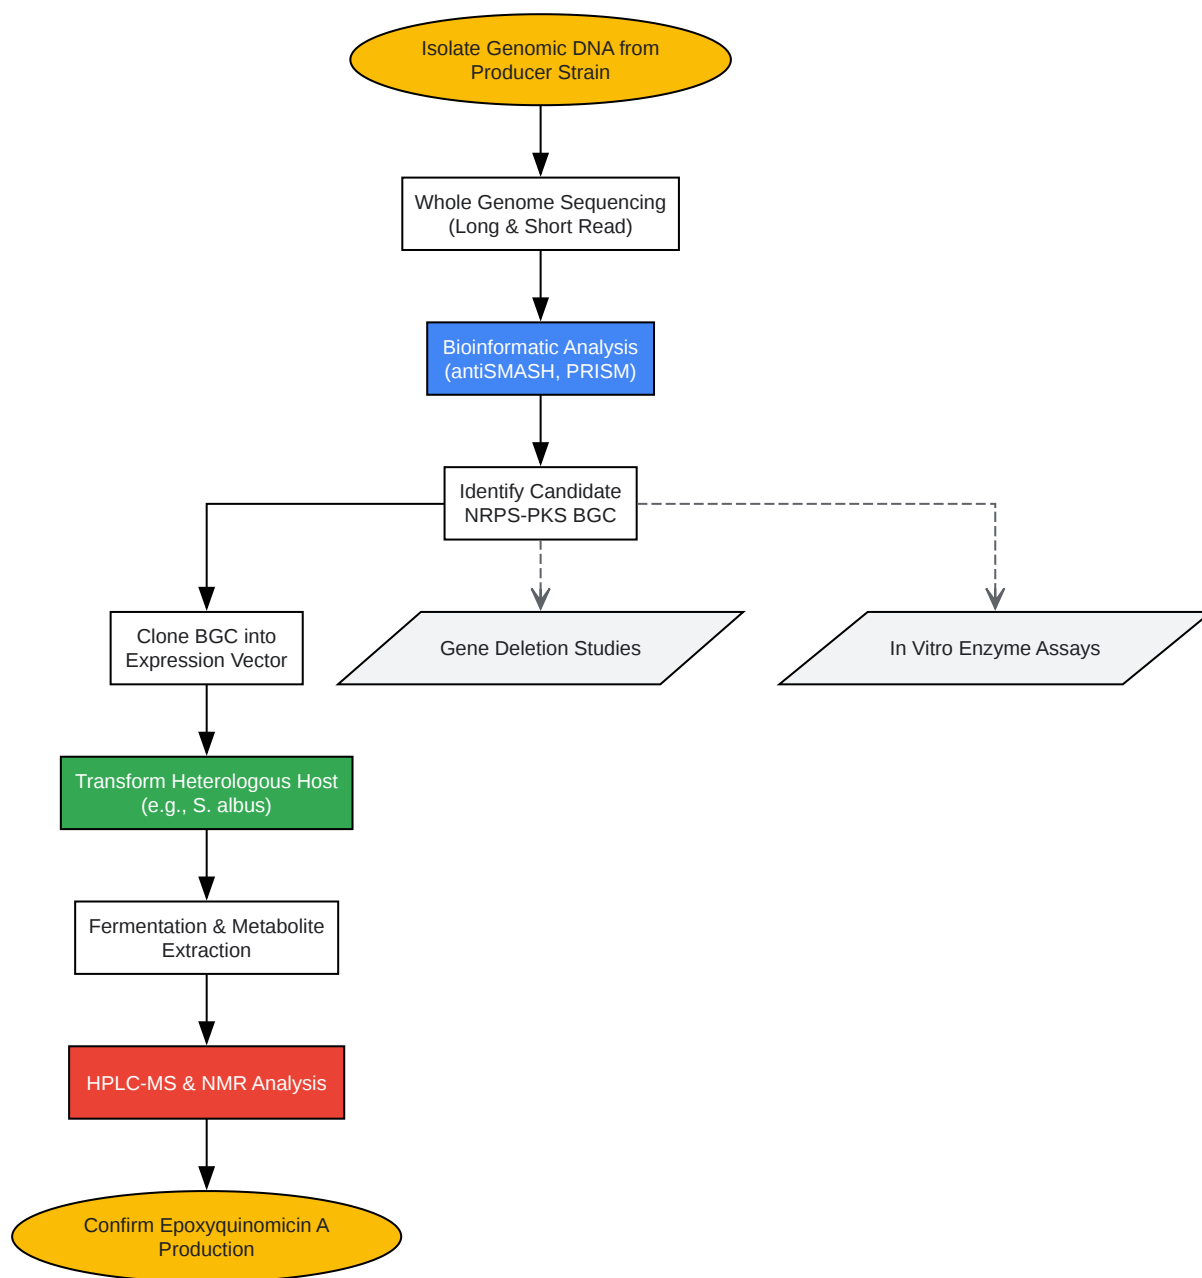 Isolate Genomic DNA from
Producer Strain
Whole Genome Sequencing
(Long & Short Read)
Bioinformatic Analysis
(antiSMASH, PRISM)
Identify Candidate
NRPS-PKS BGC
Clone BGC into
Expression Vector
Gene Deletion Studies
In Vitro Enzyme Assays
Transform Heterologous Host
(e.g., S. albus)
Fermentation & Metabolite
Extraction
HPLC-MS & NMR Analysis
Confirm Epoxyquinomicin A
Production